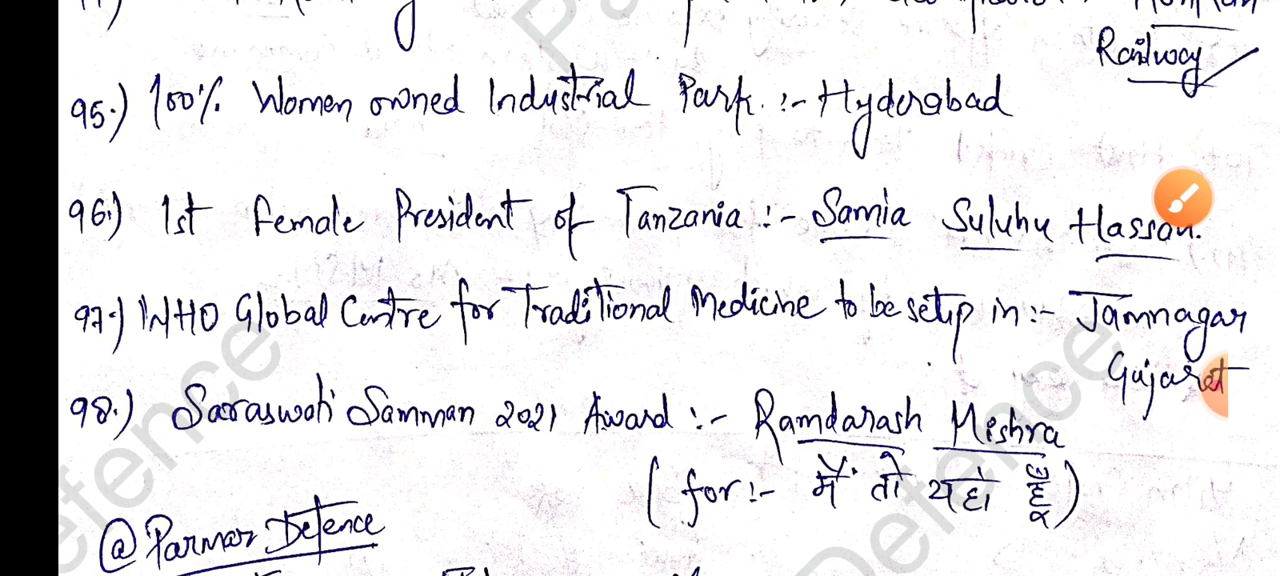 Railway
95.) 100% Women owned Industrial Park :- Hyderabad
96.) 1st Female President of Tanzania :- Samia Suluhu Hassan.
97.) WHO Global Centre for Traditional Medicine to be setup in :- Jamnagar
Gujarat
98.) Saraswati Samman 2021 Award :- Ramdarash Mishra
(for :- मैं तो यहाँ हूँ)
@Parmar Defence
Defence
efence